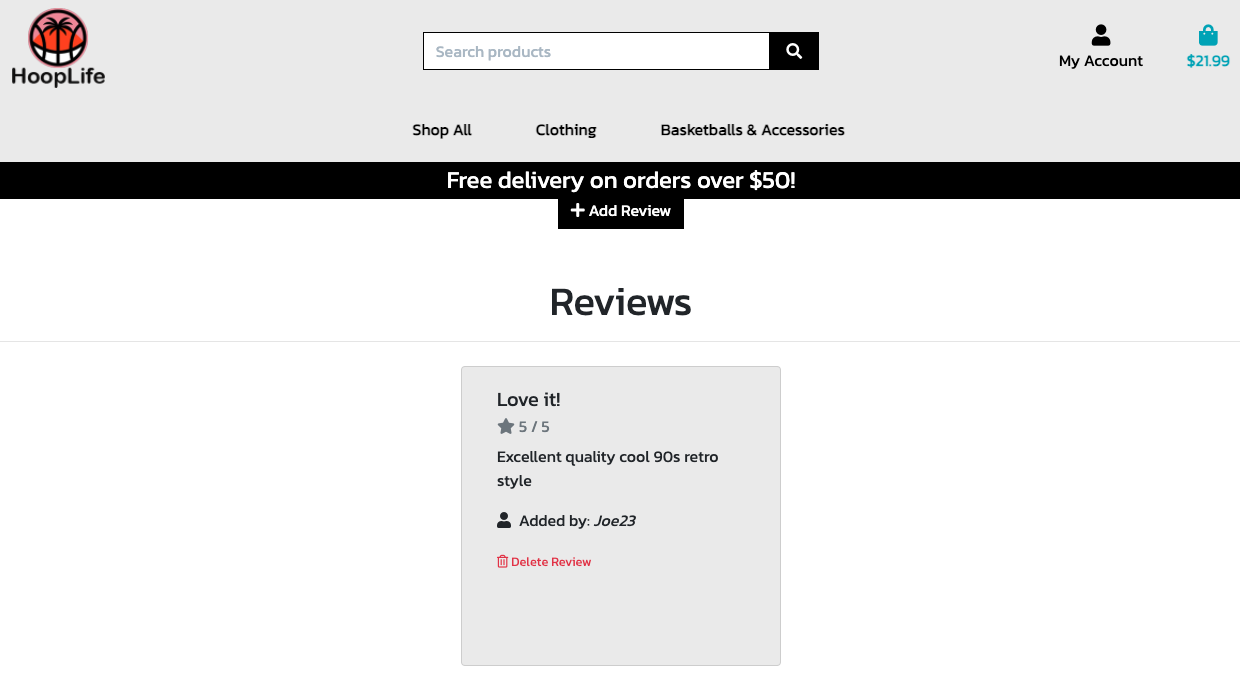 HoopLife
Search products
My Account
$21.99
Shop All
Clothing
Basketballs & Accessories
Free delivery on orders over $50!
Add Review
Reviews
Love it!
5 / 5
Excellent quality cool 90s retro
style
Added by: Joe23
Delete Review